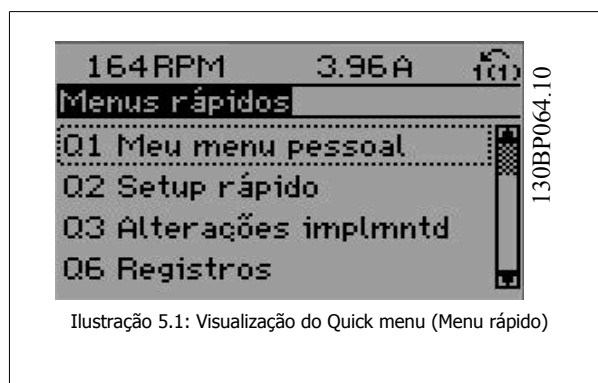 164RPM 3.96A 1(1)
Menus rápidos
Q1 Meu menu pessoal
Q2 Setup rápido
Q3 Alterações implmntd
Q6 Registros
130BP064.10
Ilustração 5.1: Visualização do Quick menu (Menu rápido)